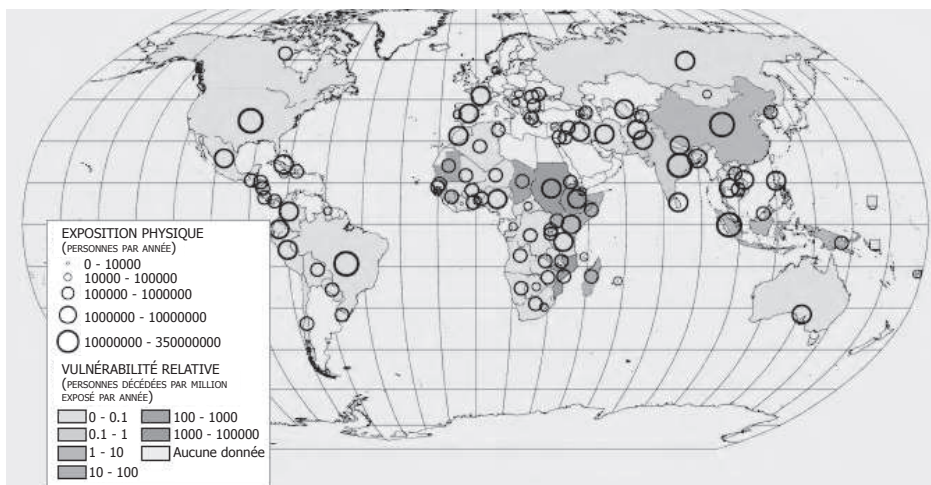 EXPOSITION PHYSIQUE
(PERSONNES PAR ANNÉE)
0 - 10000
10000 - 100000
100000 - 1000000
1000000 - 10000000
10000000 - 350000000
VULNÉRABILITÉ RELATIVE
(PERSONNES DÉCÉDÉES PAR MILLION
EXPOSÉ PAR ANNÉE)
0 - 0.1
0.1 - 1
1 - 10
10 - 100
100 - 1000
1000 - 100000
Aucune donnée